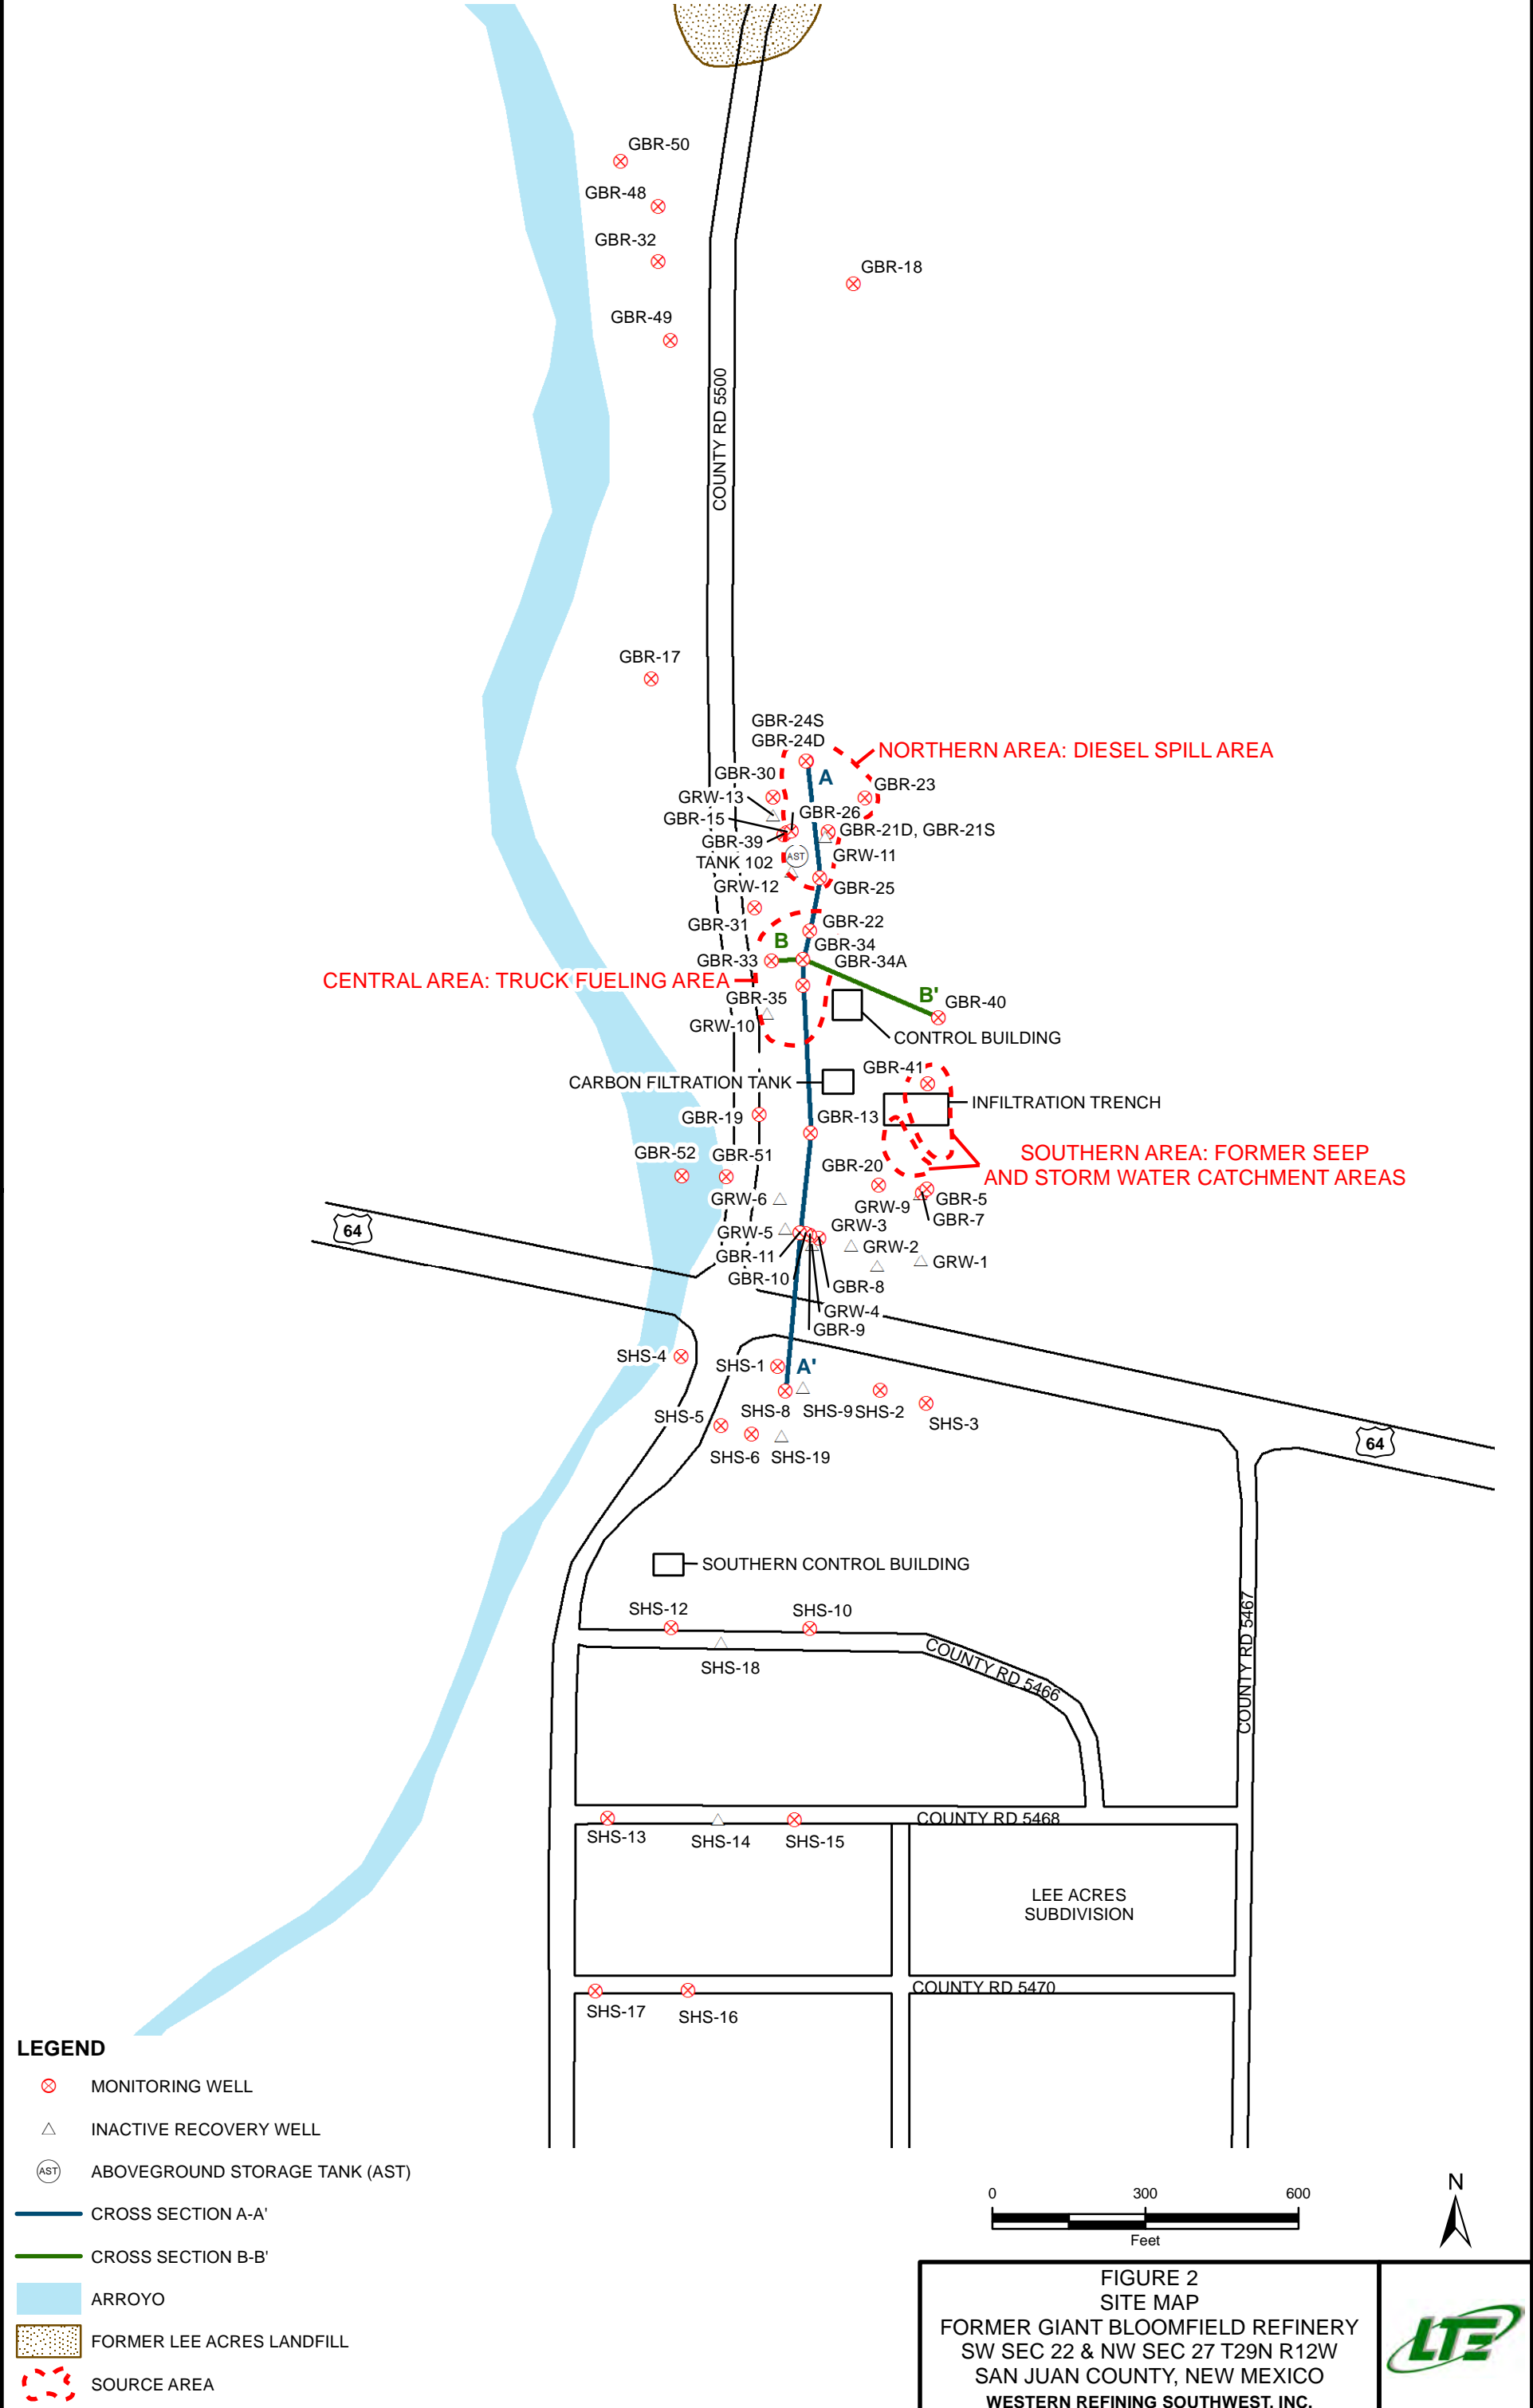 GBR-50
GBR-48
GBR-32
GBR-18
GBR-49
COUNTY RD 5500
GBR-17
GBR-24S
GBR-24D
NORTHERN AREA: DIESEL SPILL AREA
A
GBR-30
GBR-23
GRW-13
GBR-26
GBR-15
GBR-21D, GBR-21S
GBR-39
AST
GRW-11
TANK 102
GRW-12
GBR-25
GBR-31
GBR-22
B
GBR-34
GBR-33
GBR-34A
CENTRAL AREA: TRUCK FUELING AREA
B'
GBR-35
GBR-40
GRW-10
CONTROL BUILDING
GBR-41
CARBON FILTRATION TANK
INFILTRATION TRENCH
GBR-19
GBR-13
GBR-52
GBR-51
SOUTHERN AREA: FORMER SEEP
AND STORM WATER CATCHMENT AREAS
GBR-20
GRW-6
GRW-9
GBR-5
GBR-7
64
GRW-5
GRW-3
GBR-11
GRW-2
GRW-1
GBR-10
GBR-8
GRW-4
GBR-9
SHS-4
SHS-1
A'
SHS-5
SHS-8
SHS-9
SHS-2
SHS-3
64
SHS-6
SHS-19
SOUTHERN CONTROL BUILDING
SHS-12
SHS-10
SHS-18
COUNTY RD 5466
COUNTY RD 5467
SHS-13
SHS-14
SHS-15
COUNTY RD 5468
LEE ACRES
SUBDIVISION
COUNTY RD 5470
SHS-17
SHS-16
LEGEND
MONITORING WELL
INACTIVE RECOVERY WELL
AST
ABOVEGROUND STORAGE TANK (AST)
CROSS SECTION A-A'
CROSS SECTION B-B'
ARROYO
FORMER LEE ACRES LANDFILL
SOURCE AREA
0 300 600
Feet
N
FIGURE 2
SITE MAP
FORMER GIANT BLOOMFIELD REFINERY
SW SEC 22 & NW SEC 27 T29N R12W
SAN JUAN COUNTY, NEW MEXICO
WESTERN REFINING SOUTHWEST, INC.
LTE